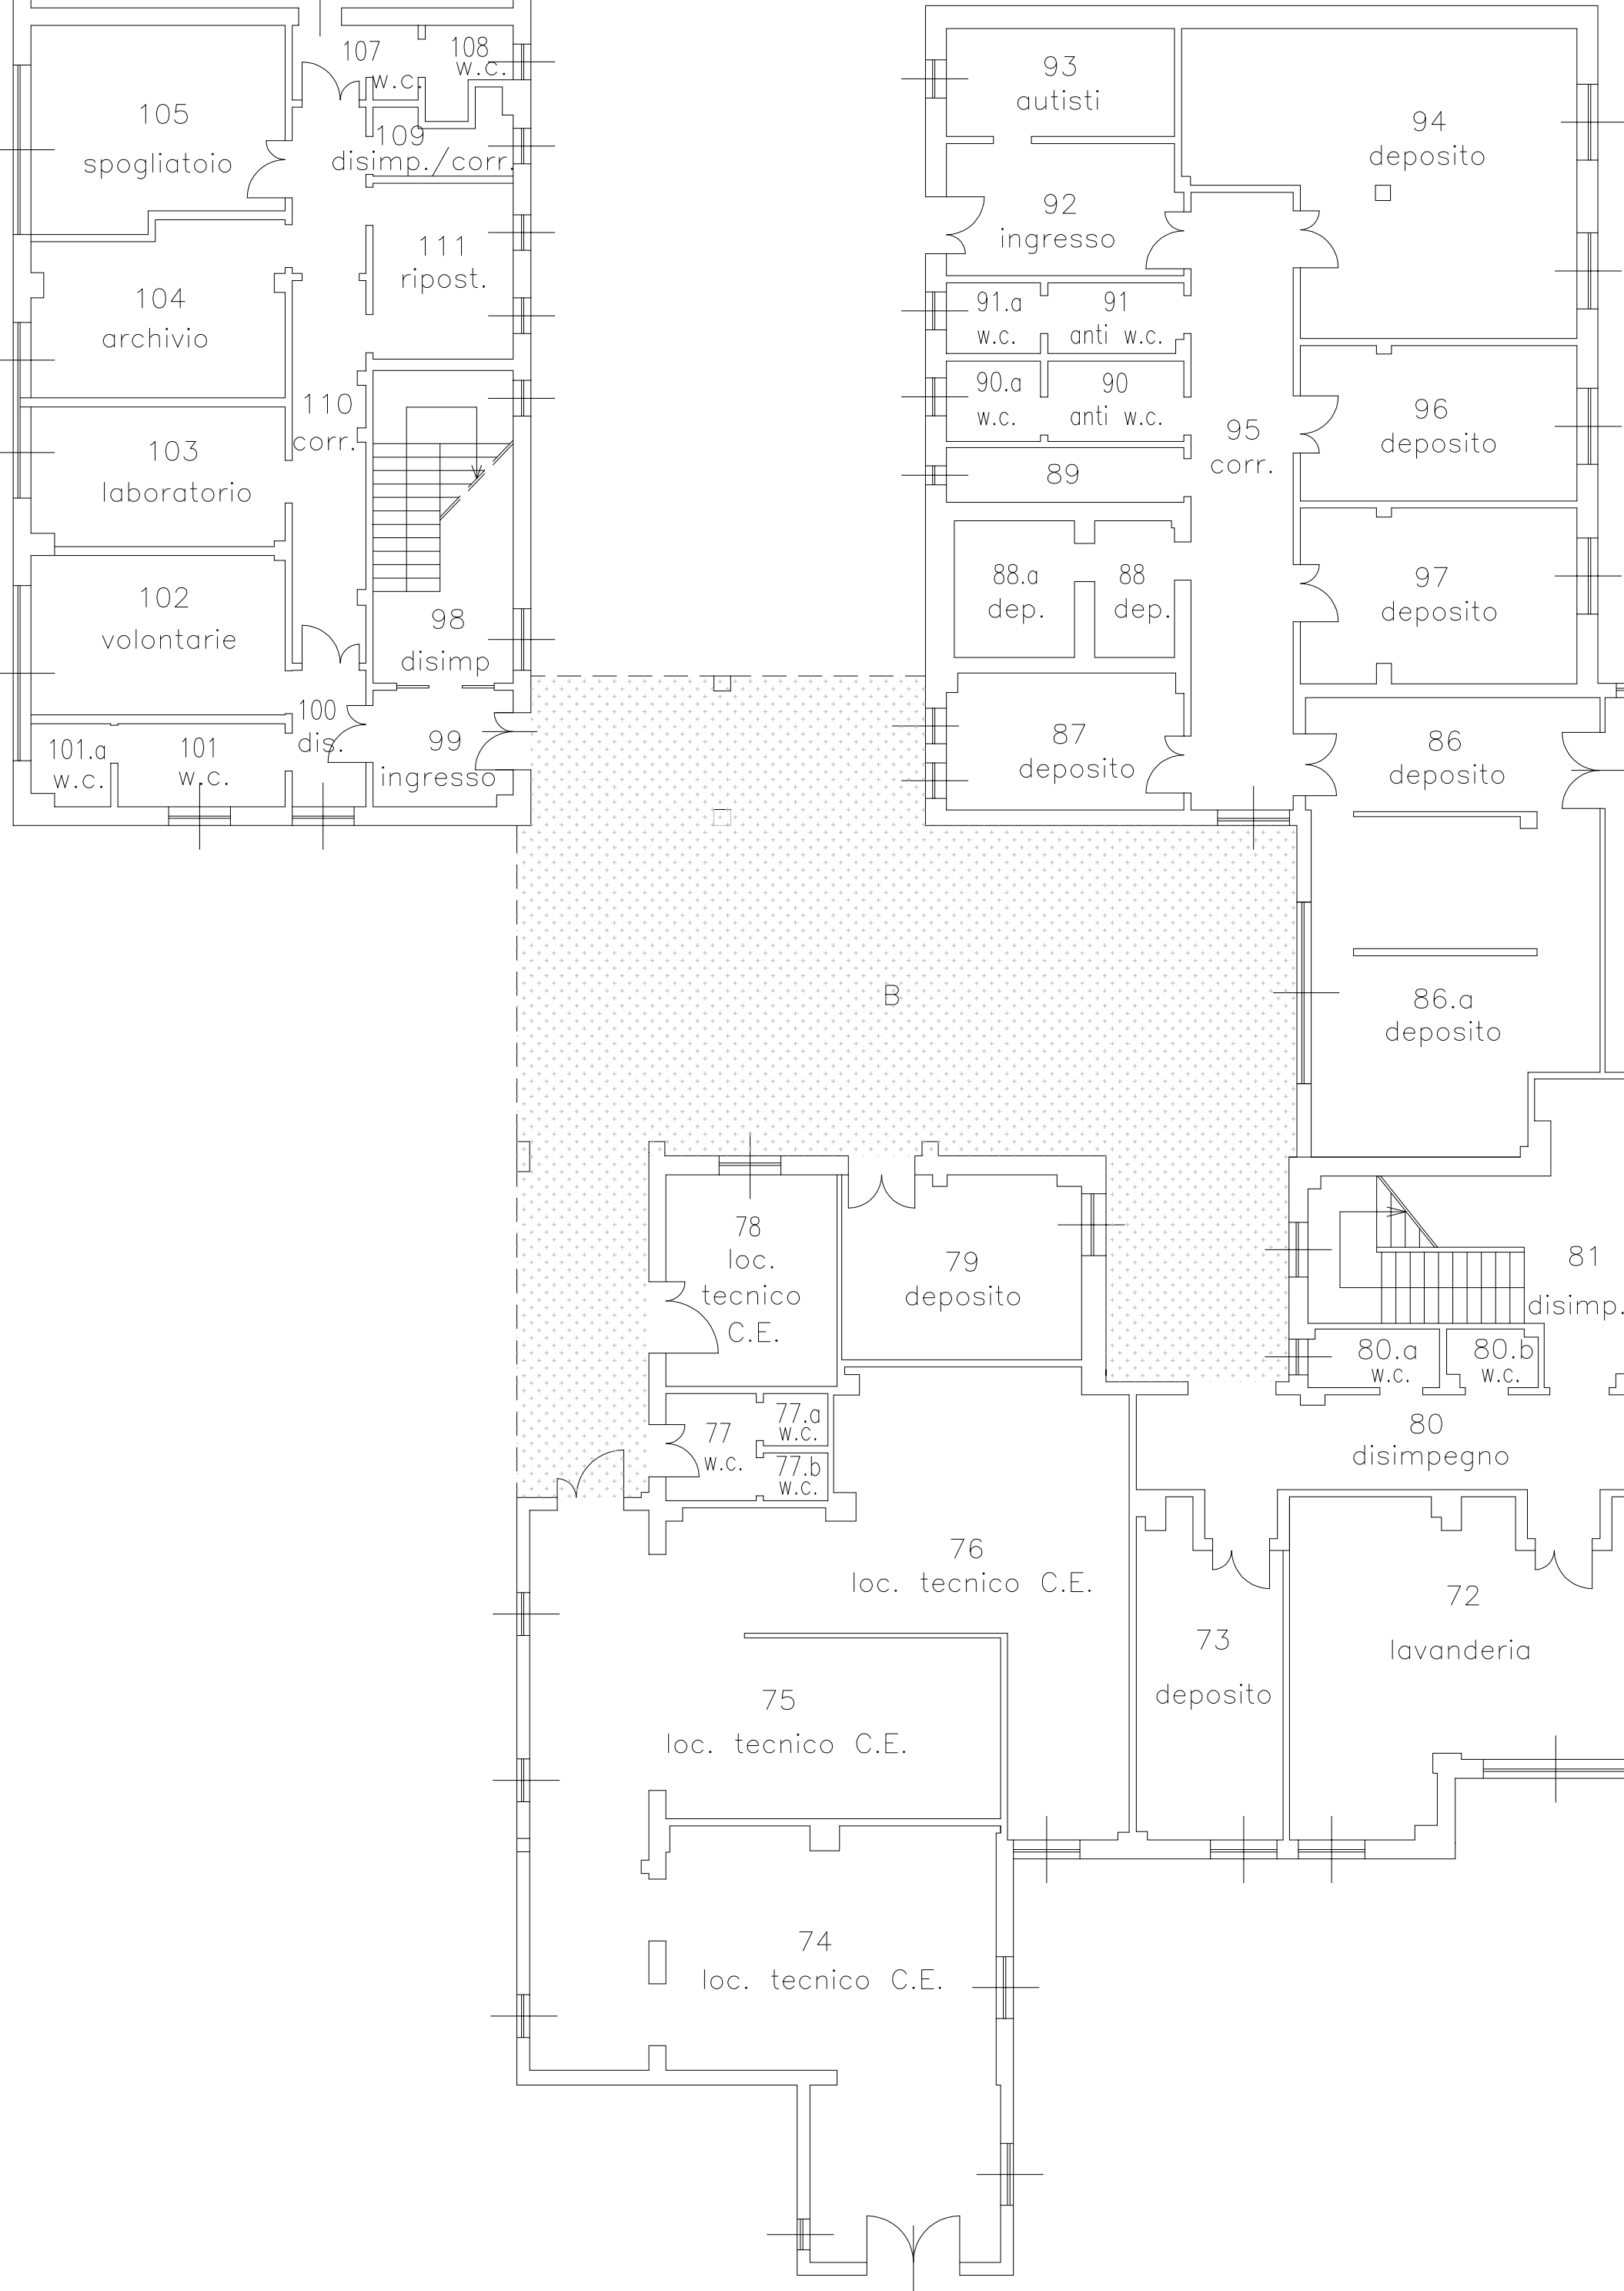 107
w.c.
108
w.c.
105
spogliatoio
109
disimp./corr.
111
ripost.
104
archivio
110
corr.
103
laboratorio
102
volontarie
98
disimp
100
dis.
99
ingresso
101.a
w.c.
101
w.c.
93
autisti
94
deposito
92
ingresso
91.a
w.c.
91
anti w.c.
90.a
w.c.
90
anti w.c.
95
corr.
96
deposito
89
88.a
dep.
88
dep.
97
deposito
87
deposito
86
deposito
B
86.a
deposito
78
loc.
tecnico
C.E.
79
deposito
81
disimp.
80.a
w.c.
80.b
w.c.
77
w.c.
77.a
w.c.
77.b
w.c.
80
disimpegno
76
loc. tecnico C.E.
72
lavanderia
73
deposito
75
loc. tecnico C.E.
74
loc. tecnico C.E.